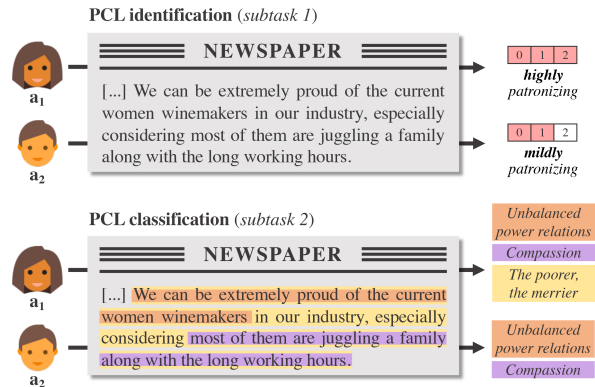 PCL identification (subtask 1)
NEWSPAPER
[...] We can be extremely proud of the current
women winemakers in our industry, especially
considering most of them are juggling a family
along with the long working hours.
a1
a2
0 1 2
highly
patronizing
0 1 2
mildly
patronizing
PCL classification (subtask 2)
NEWSPAPER
[...] We can be extremely proud of the current
women winemakers in our industry, especially
considering most of them are juggling a family
along with the long working hours.
a1
a2
Unbalanced
power relations
Compassion
The poorer,
the merrier
Unbalanced
power relations
Compassion